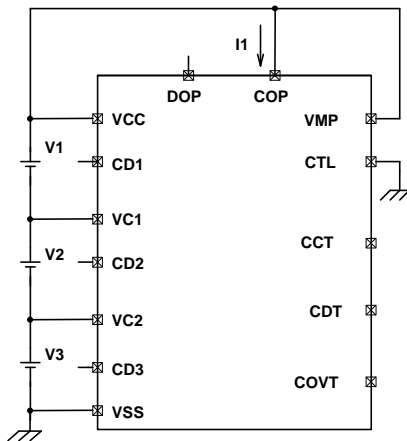 I1
DOP
COP
VCC
VMP
V1
CD1
CTL
VC1
CCT
V2
CD2
CDT
VC2
V3
CD3
COVT
VSS